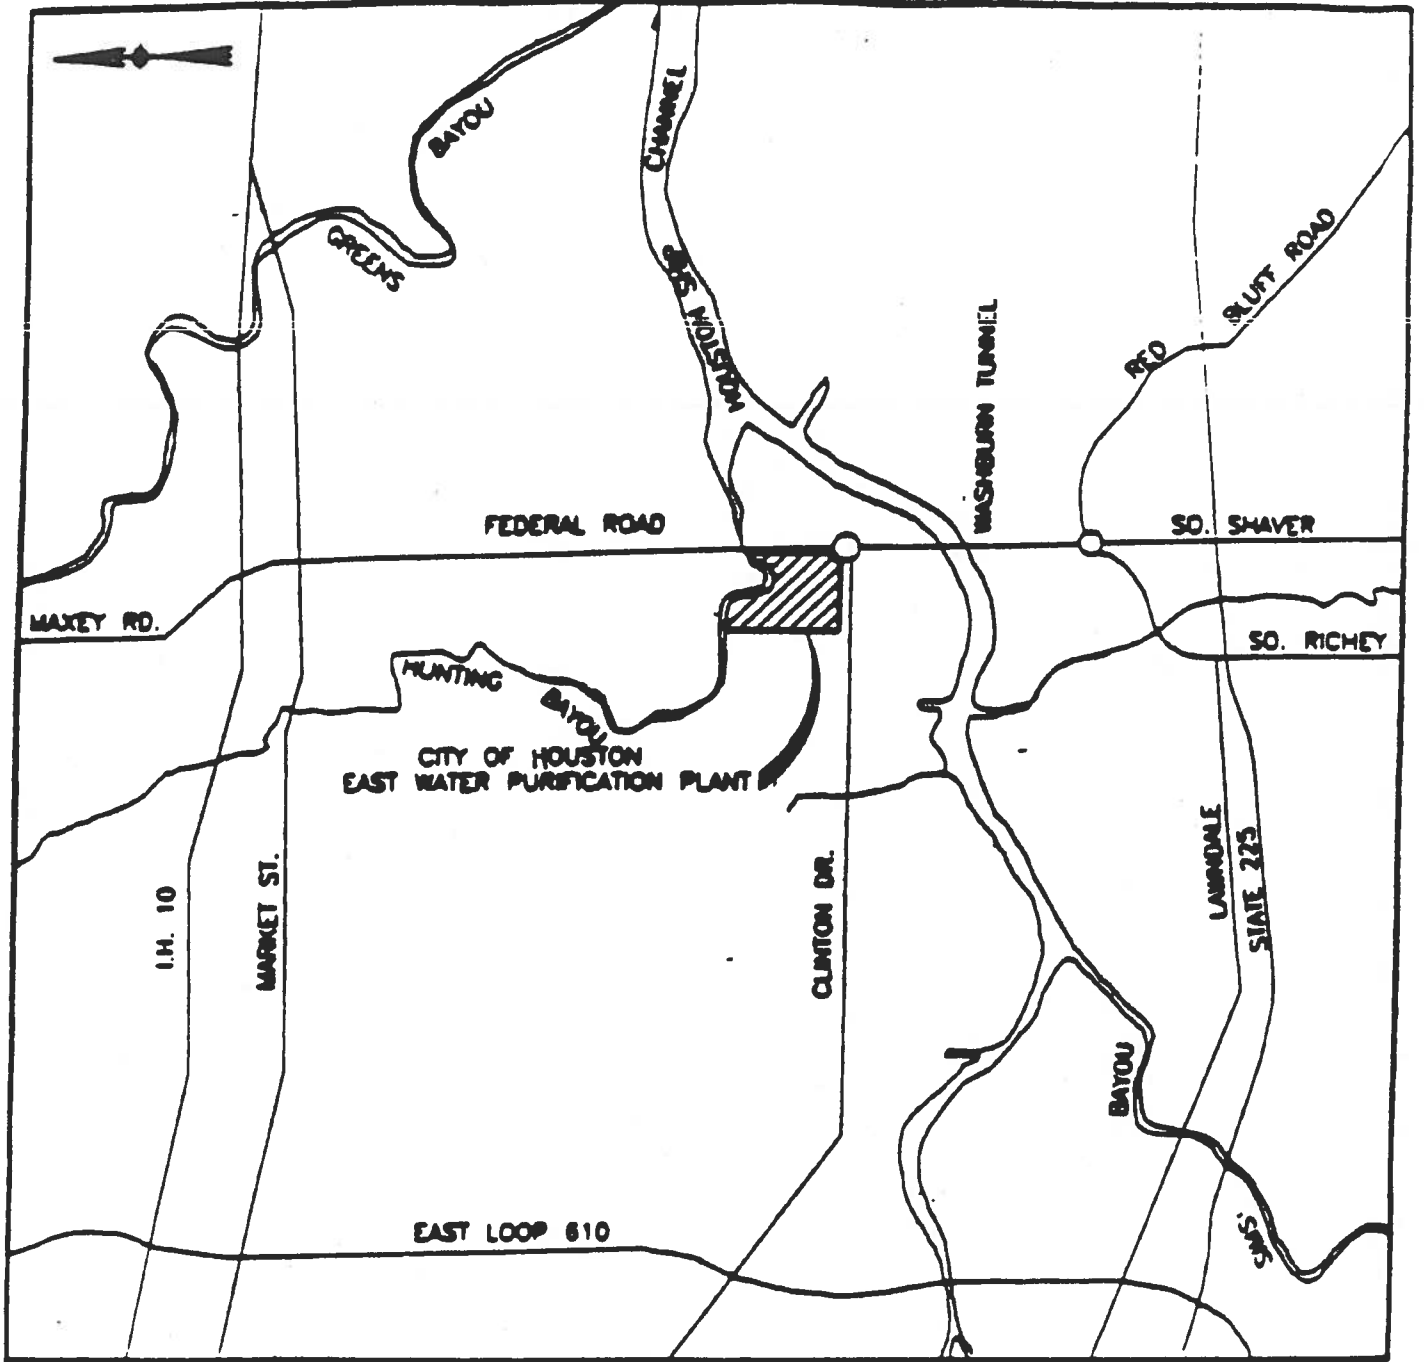 CHANNEL
BAYOU
GREENS
HOUSTON SHIP
BLUFF ROAD
RED
WASHBURN TUNNEL
FEDERAL ROAD
SO. SHAVER
MAXEY RD.
SO. RICHEY
HUNTING
BAYOU
CITY OF HOUSTON
EAST WATER PURIFICATION PLANT
I.H. 10
MARKET ST.
CLINTON DR.
LAWNDALE
STATE 225
BAYOU
SIMS
EAST LOOP 610